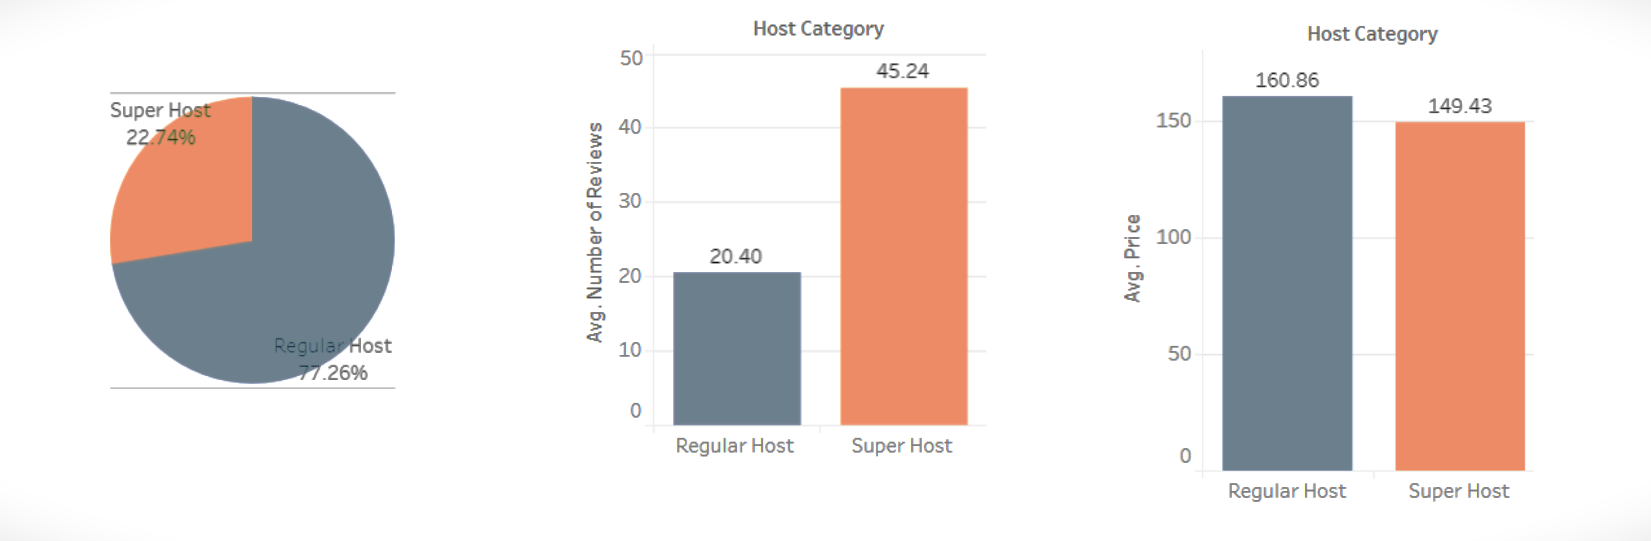 Super Host
22.74%
Regular Host
77.26%
Host Category
50
40
30
20
10
0
Avg. Number of Reviews
20.40
45.24
Regular Host
Super Host
Host Category
150
100
50
0
Avg. Price
160.86
149.43
Regular Host
Super Host